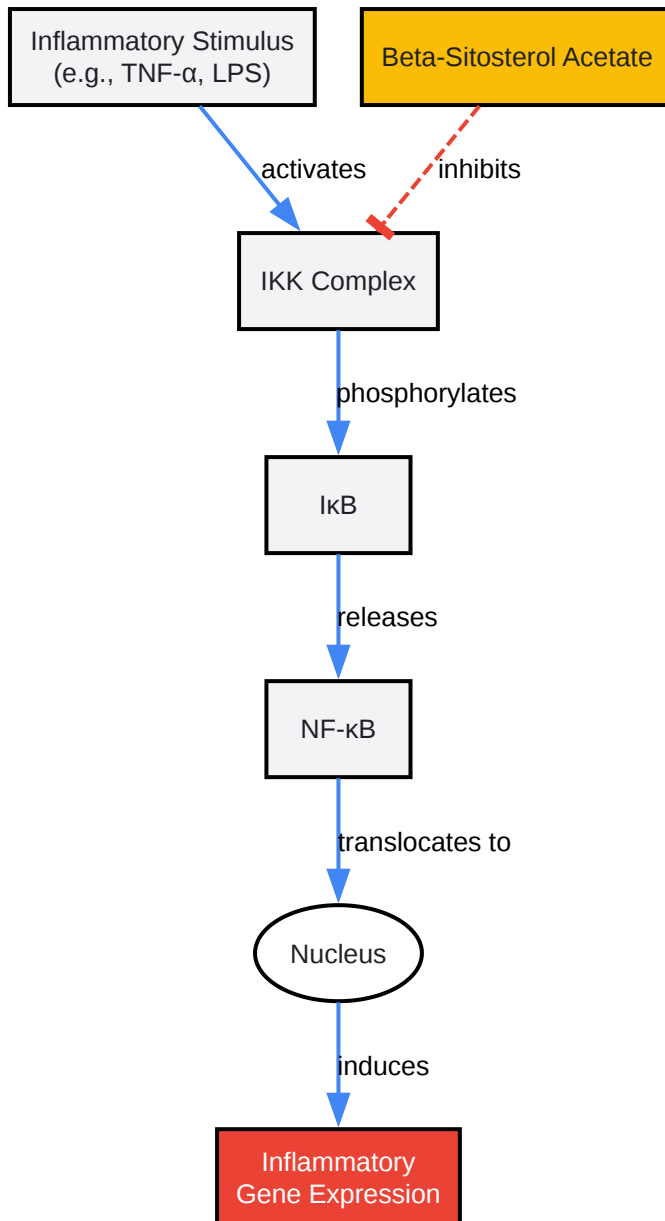 Inflammatory Stimulus
(e.g., TNF-α, LPS)
Beta-Sitosterol Acetate
activates
inhibits
IKK Complex
phosphorylates
IκB
releases
NF-κB
translocates to
Nucleus
induces
Inflammatory
Gene Expression